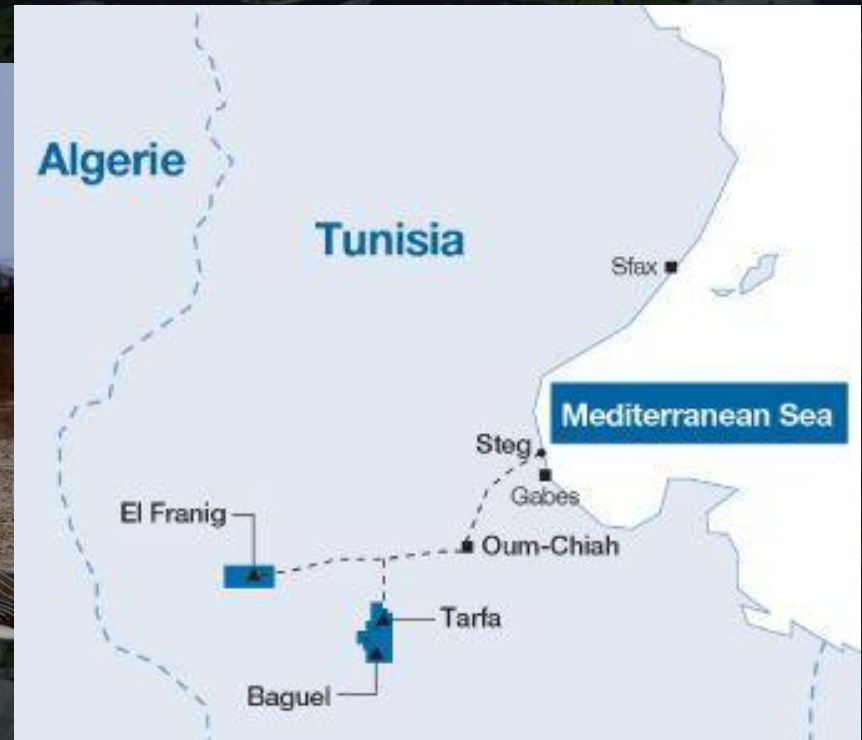 Algerie
Tunisia
Sfax
Mediterranean Sea
Steg
Gabes
El Franig
Oum-Chiah
Tarfa
Baguel